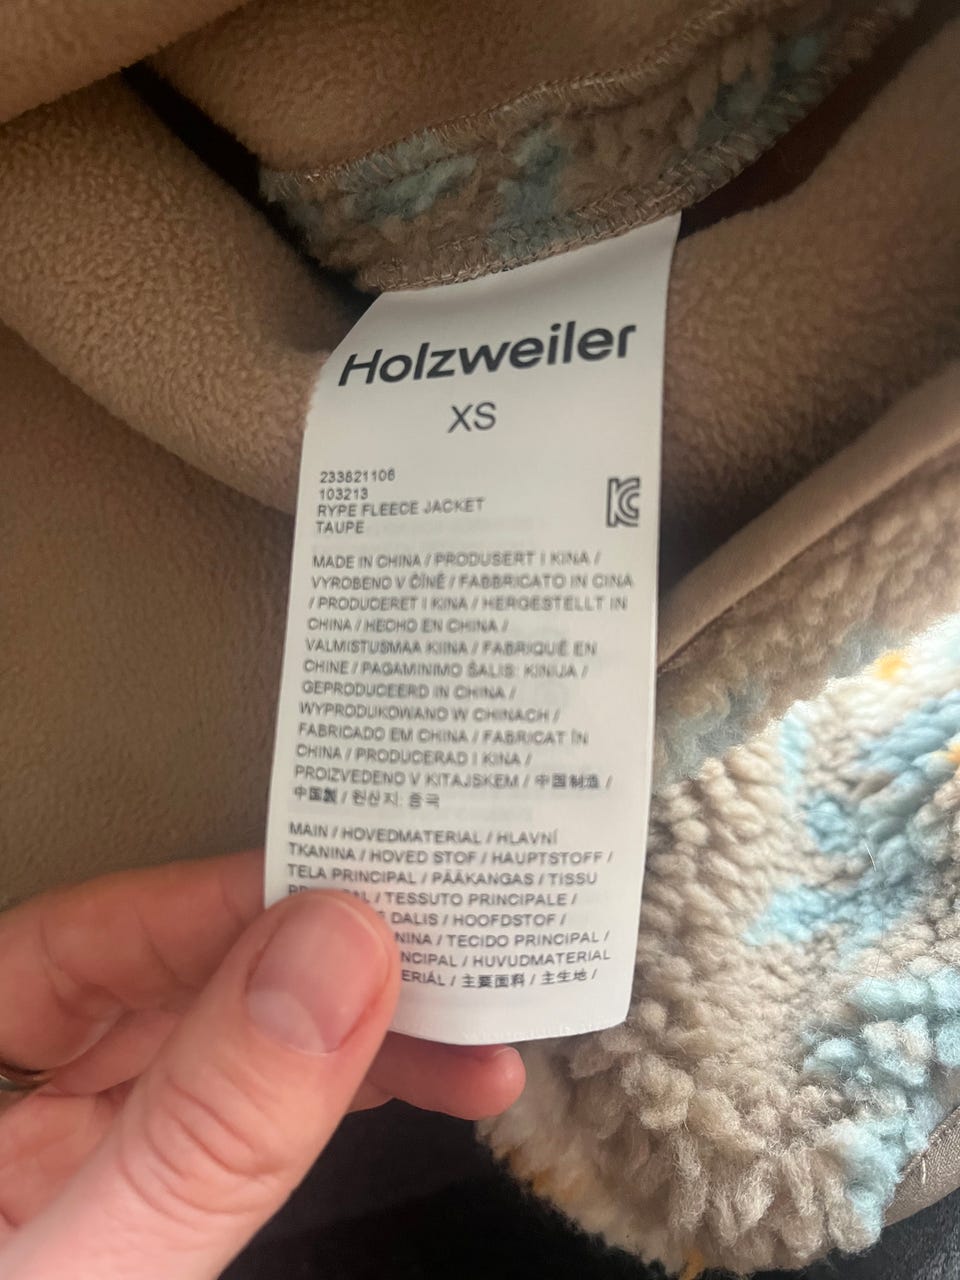 Holzweiler
XS
233821106
103213
RYPE FLEECE JACKET
TAUPE
KC
MADE IN CHINA / PRODUSERT I KINA /
VYROBENO V ČÍNĚ / FABBRICATO IN CINA
/ PRODUCERET I KINA / HERGESTELLT IN
CHINA / HECHO EN CHINA /
VALMISTUSMAA KIINA / FABRIQUÉ EN
CHINE / PAGAMINIMO ŠALIS: KINIJA /
GEPRODUCEERD IN CHINA /
WYPRODUKOWANO W CHINACH /
FABRICADO EM CHINA / FABRICAT ÎN
CHINA / PRODUCERAD I KINA /
PROIZVEDENO V KITAJSKEM / 中国制造 /
中国製 / 원산지: 중국
MAIN / HOVEDMATERIAL / HLAVNÍ
TKANINA / HOVED STOF / HAUPTSTOFF /
TELA PRINCIPAL / PÄÄKANGAS / TISSU
/ TESSUTO PRINCIPALE /
DALIS / HOOFDSTOF /
NINA / TECIDO PRINCIPAL /
NCIPAL / HUVUDMATERIAL
ERIÁL / 主要面料 / 主生地 /